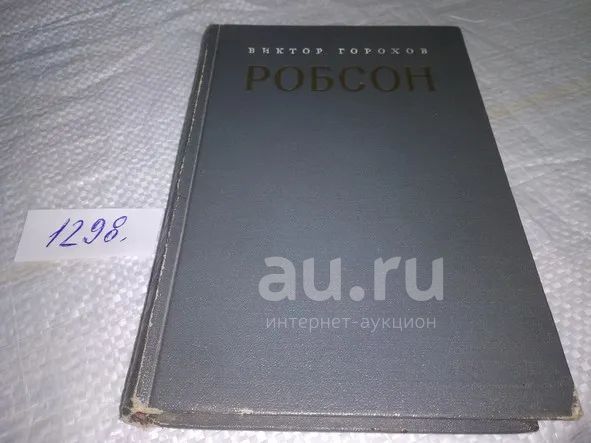 ВИКТОР ГОРОХОВ
РОБСОН
1298.
au.ru
интернет-аукцион